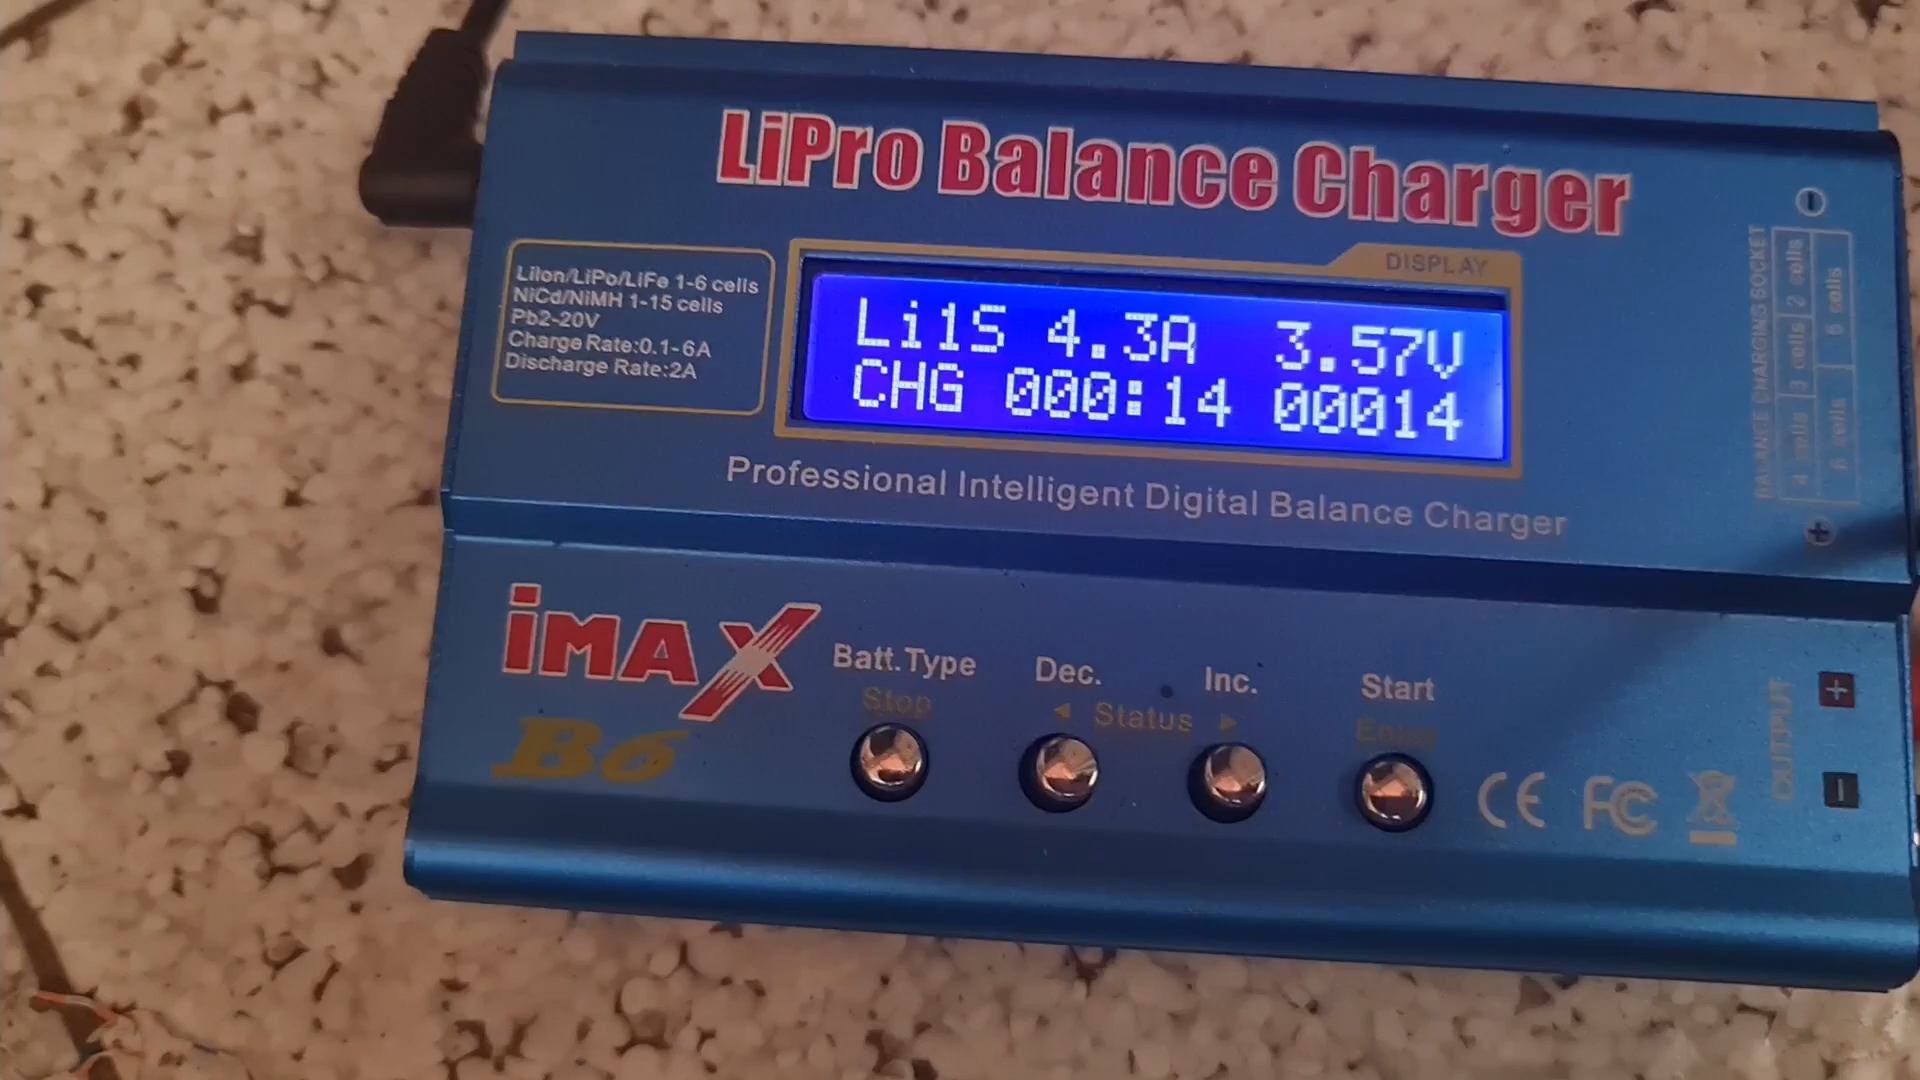 LiPro Balance Charger
DISPLAY
LiIon/LiPo/LiFe 1-6 cells
NiCd/NiMH 1-15 cells
Pb2-20V
Charge Rate:0.1-6A
Discharge Rate:2A
Li1S 4.3A 3.57V
CHG 000:14 00014
Professional Intelligent Digital Balance Charger
BALANCE CHARGING SOCKET
4 cells 3 cells 2 cells
6 cells 5 cells
iMAX
B6
Batt.Type
Stop
Dec.
Inc.
Status
Start
Enter
CE FC
OUTPUT
+
-